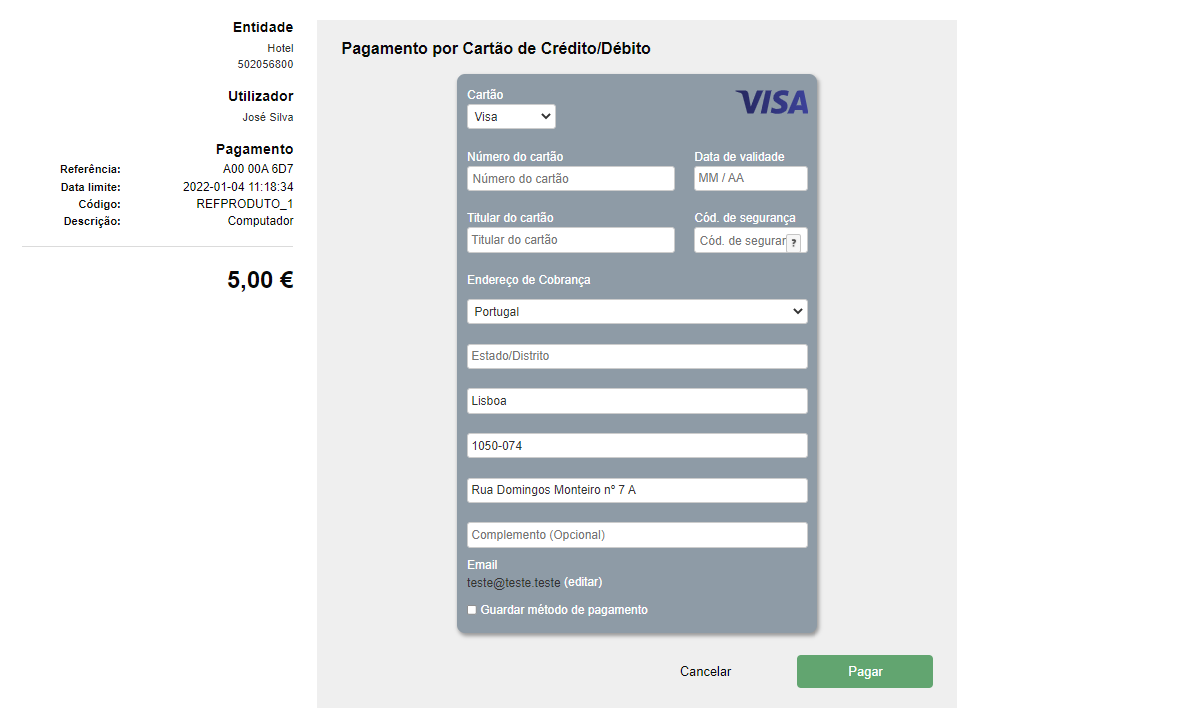 Entidade
Hotel
502056800
Utilizador
José Silva
Pagamento
Referência: A00 00A 6D7
Data limite: 2022-01-04 11:18:34
Código: REFPRODUTO_1
Descrição: Computador
5,00 €
Pagamento por Cartão de Crédito/Débito
Cartão
VISA
Visa
Número do cartão Data de validade
Número do cartão MM / AA
Titular do cartão Cód. de segurança
Titular do cartão Cód. de seguran ?
Endereço de Cobrança
Portugal
Estado/Distrito
Lisboa
1050-074
Rua Domingos Monteiro nº 7 A
Complemento (Opcional)
Email
teste@teste.teste (editar)
Guardar método de pagamento
Cancelar Pagar